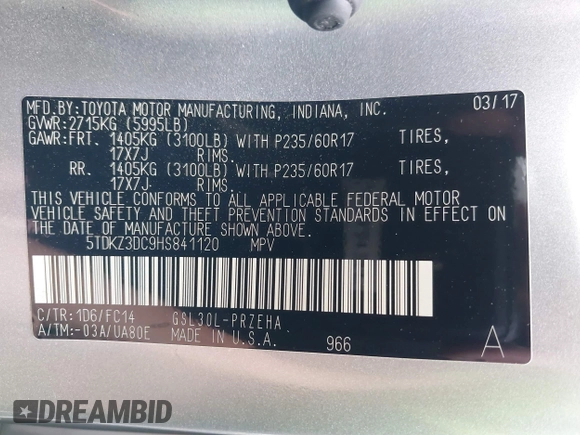 MFD.BY:TOYOTA MOTOR MANUFACTURING, INDIANA, INC. 03/17
GVWR:2715KG (5995LB)
GAWR:FRT. 1405KG (3100LB) WITH P235/60R17 TIRES,
17X7J RIMS.
RR. 1405KG (3100LB) WITH P235/60R17 TIRES,
17X7J- RIMS.
THIS VEHICLE CONFORMS TO ALL APPLICABLE FEDERAL MOTOR
VEHICLE SAFETY AND THEFT PREVENTION STANDARDS IN EFFECT ON
THE DATE OF MANUFACTURE SHOWN ABOVE.
5TDKZ3DC9HS841120 MPV
C/TR:1D6/FC14 GSL30L-PRZEHA
A/TM:-03A/UA80E MADE IN U.S.A. 966 A
DREAMBID